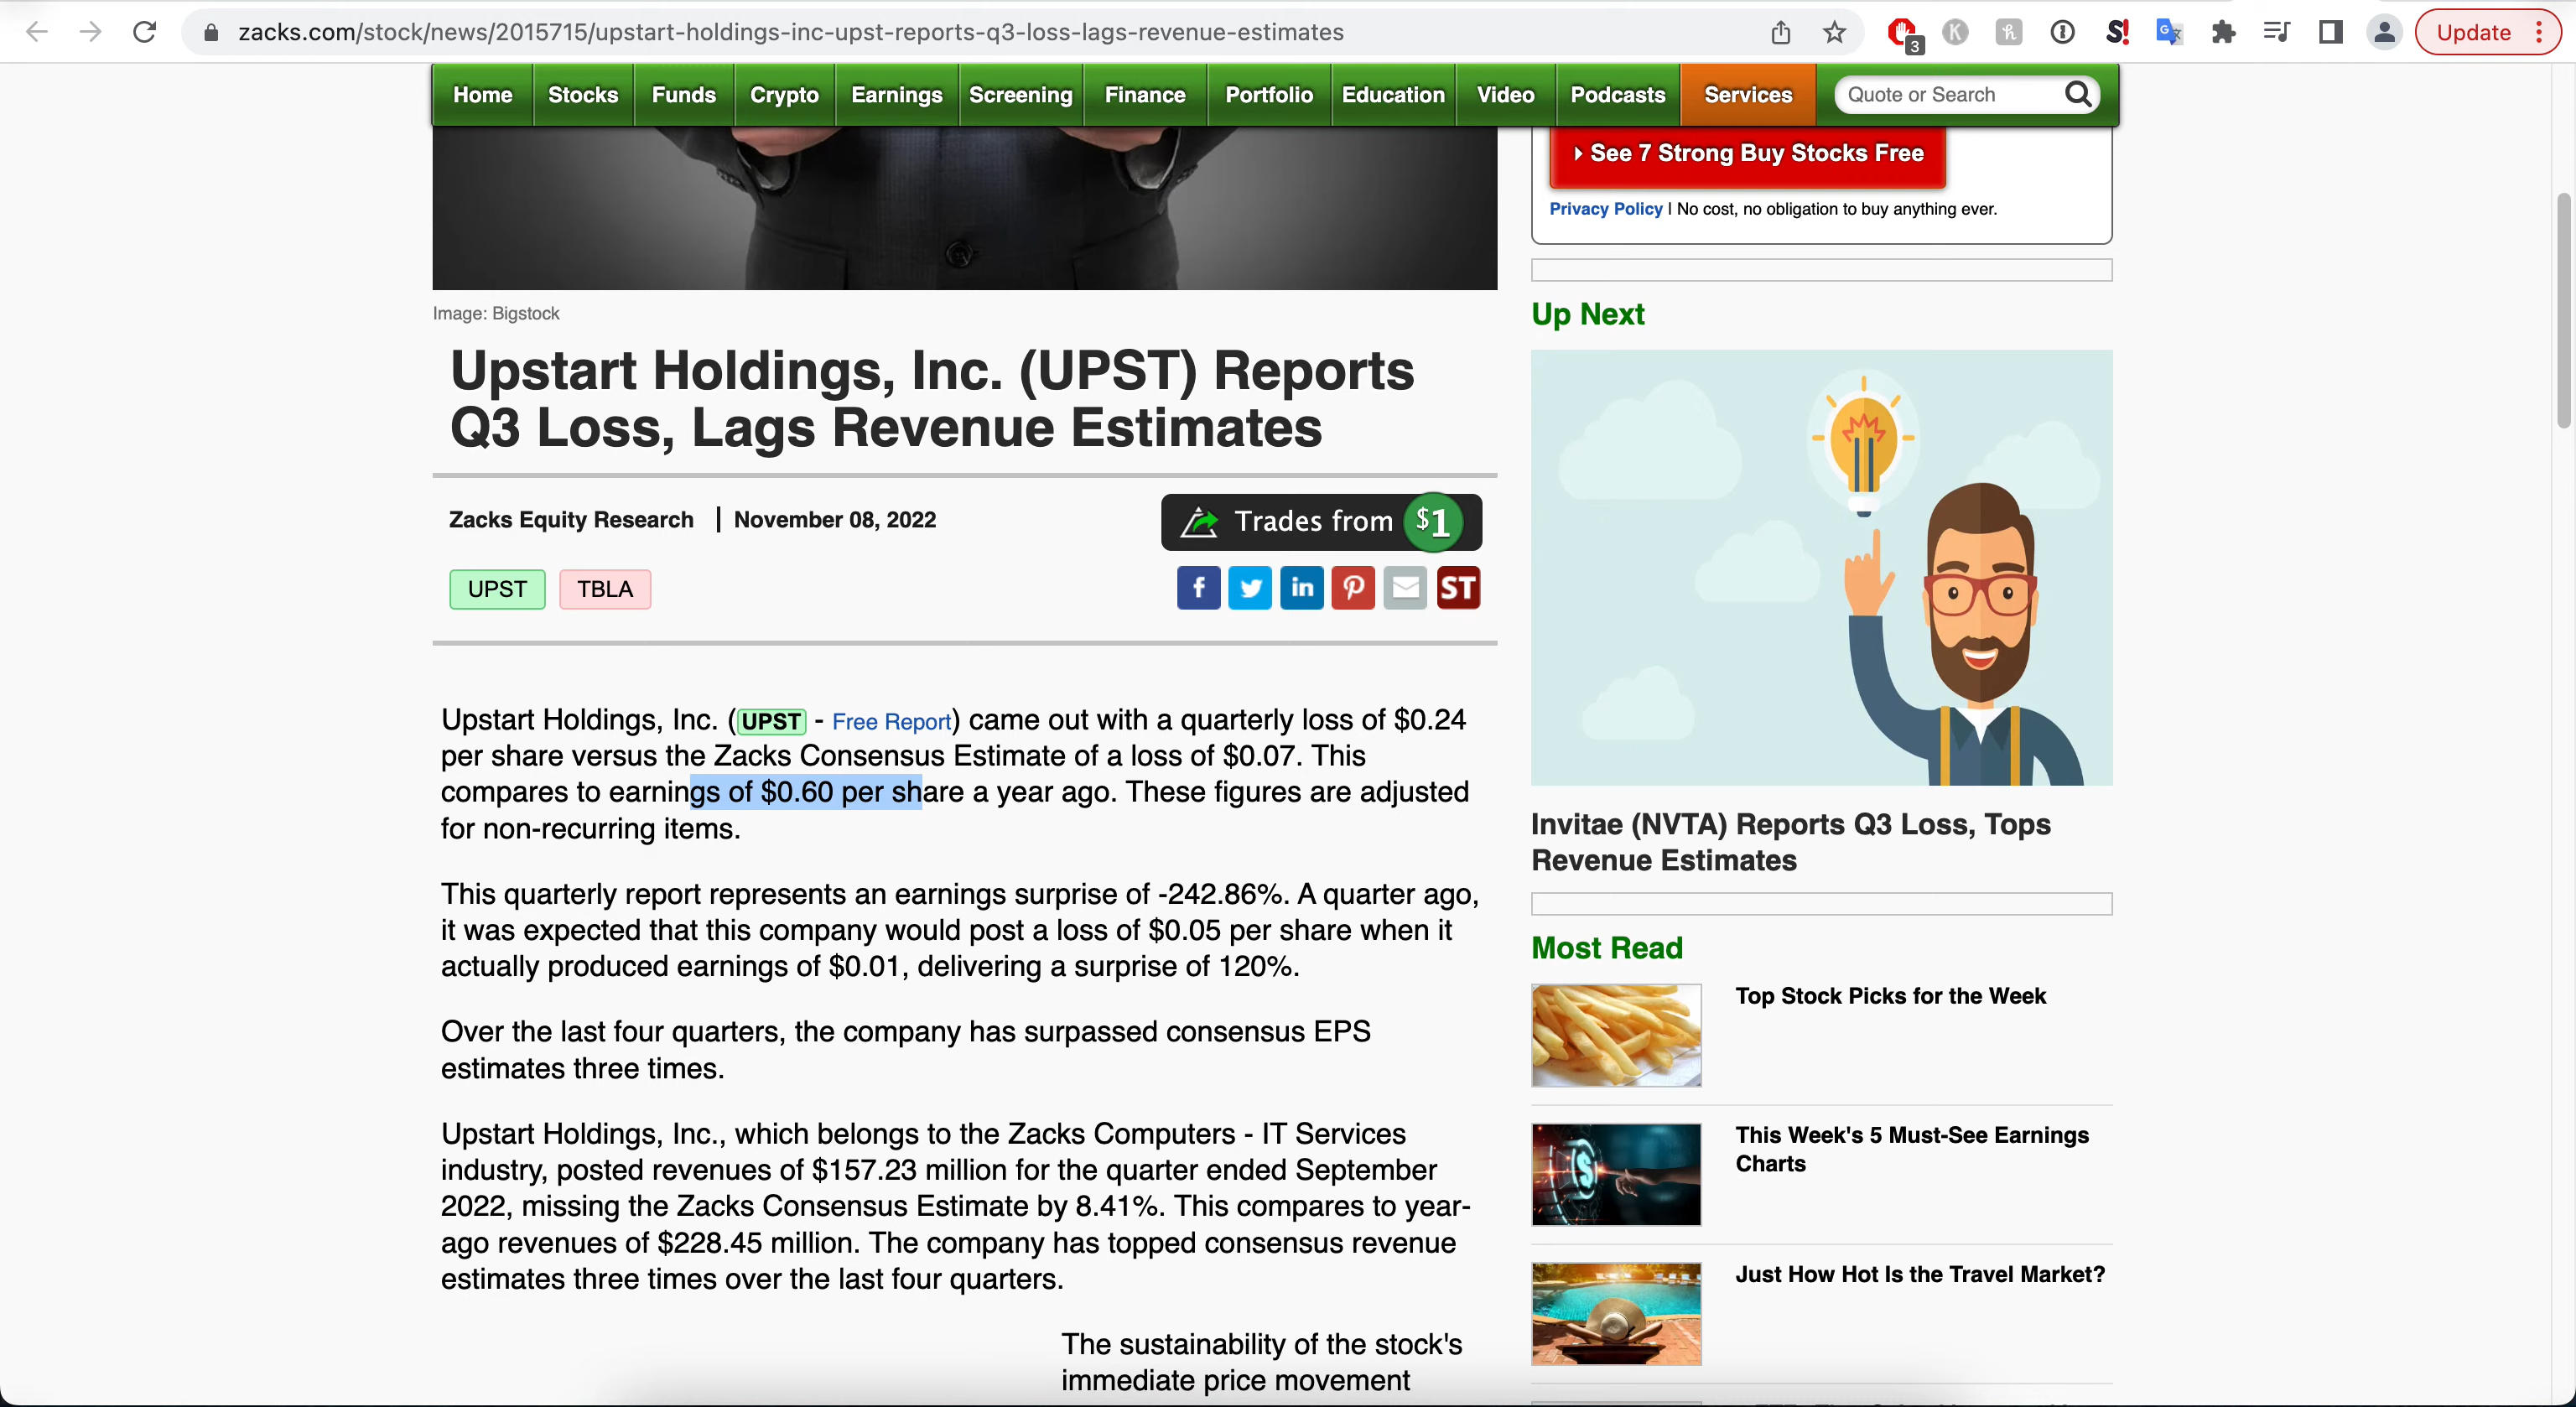 zacks.com/stock/news/2015715/upstart-holdings-inc-upst-reports-q3-loss-lags-revenue-estimates
3
Update
Home
Stocks
Funds
Crypto
Earnings
Screening
Finance
Portfolio
Education
Video
Podcasts
Services
Quote or Search
See 7 Strong Buy Stocks Free
Privacy Policy | No cost, no obligation to buy anything ever.
Image: Bigstock
Upstart Holdings, Inc. (UPST) Reports
Q3 Loss, Lags Revenue Estimates
Zacks Equity Research | November 08, 2022
Trades from $1
UPST
TBLA
ST
Upstart Holdings, Inc. (UPST - Free Report) came out with a quarterly loss of $0.24
per share versus the Zacks Consensus Estimate of a loss of $0.07. This
compares to earnings of $0.60 per share a year ago. These figures are adjusted
for non-recurring items.
This quarterly report represents an earnings surprise of -242.86%. A quarter ago,
it was expected that this company would post a loss of $0.05 per share when it
actually produced earnings of $0.01, delivering a surprise of 120%.
Over the last four quarters, the company has surpassed consensus EPS
estimates three times.
Upstart Holdings, Inc., which belongs to the Zacks Computers - IT Services
industry, posted revenues of $157.23 million for the quarter ended September
2022, missing the Zacks Consensus Estimate by 8.41%. This compares to year-
ago revenues of $228.45 million. The company has topped consensus revenue
estimates three times over the last four quarters.
The sustainability of the stock's
immediate price movement
Up Next
Invitae (NVTA) Reports Q3 Loss, Tops
Revenue Estimates
Most Read
Top Stock Picks for the Week
This Week's 5 Must-See Earnings
Charts
Just How Hot Is the Travel Market?